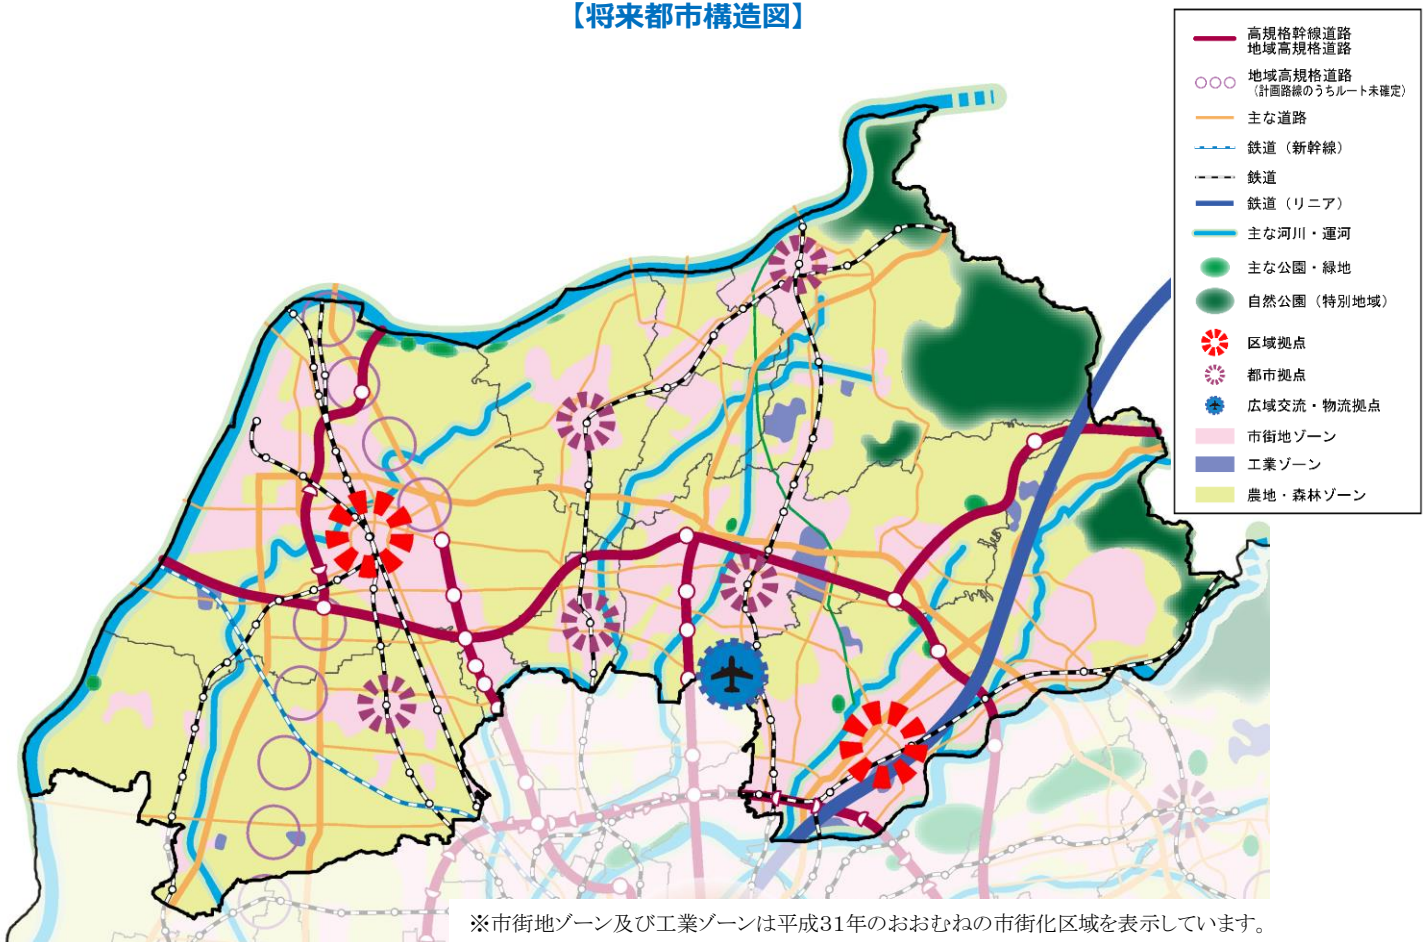 【将来都市構造図】
高規格幹線道路
地域高規格道路
地域高規格道路
（計画路線のうちルート未確定）
主な道路
鉄道（新幹線）
鉄道
鉄道（リニア）
主な河川・運河
主な公園・緑地
自然公園（特別地域）
区域拠点
都市拠点
広域交流・物流拠点
市街地ゾーン
工業ゾーン
農地・森林ゾーン
※市街地ゾーン及び工業ゾーンは平成31年のおおむねの市街化区域を表示しています。